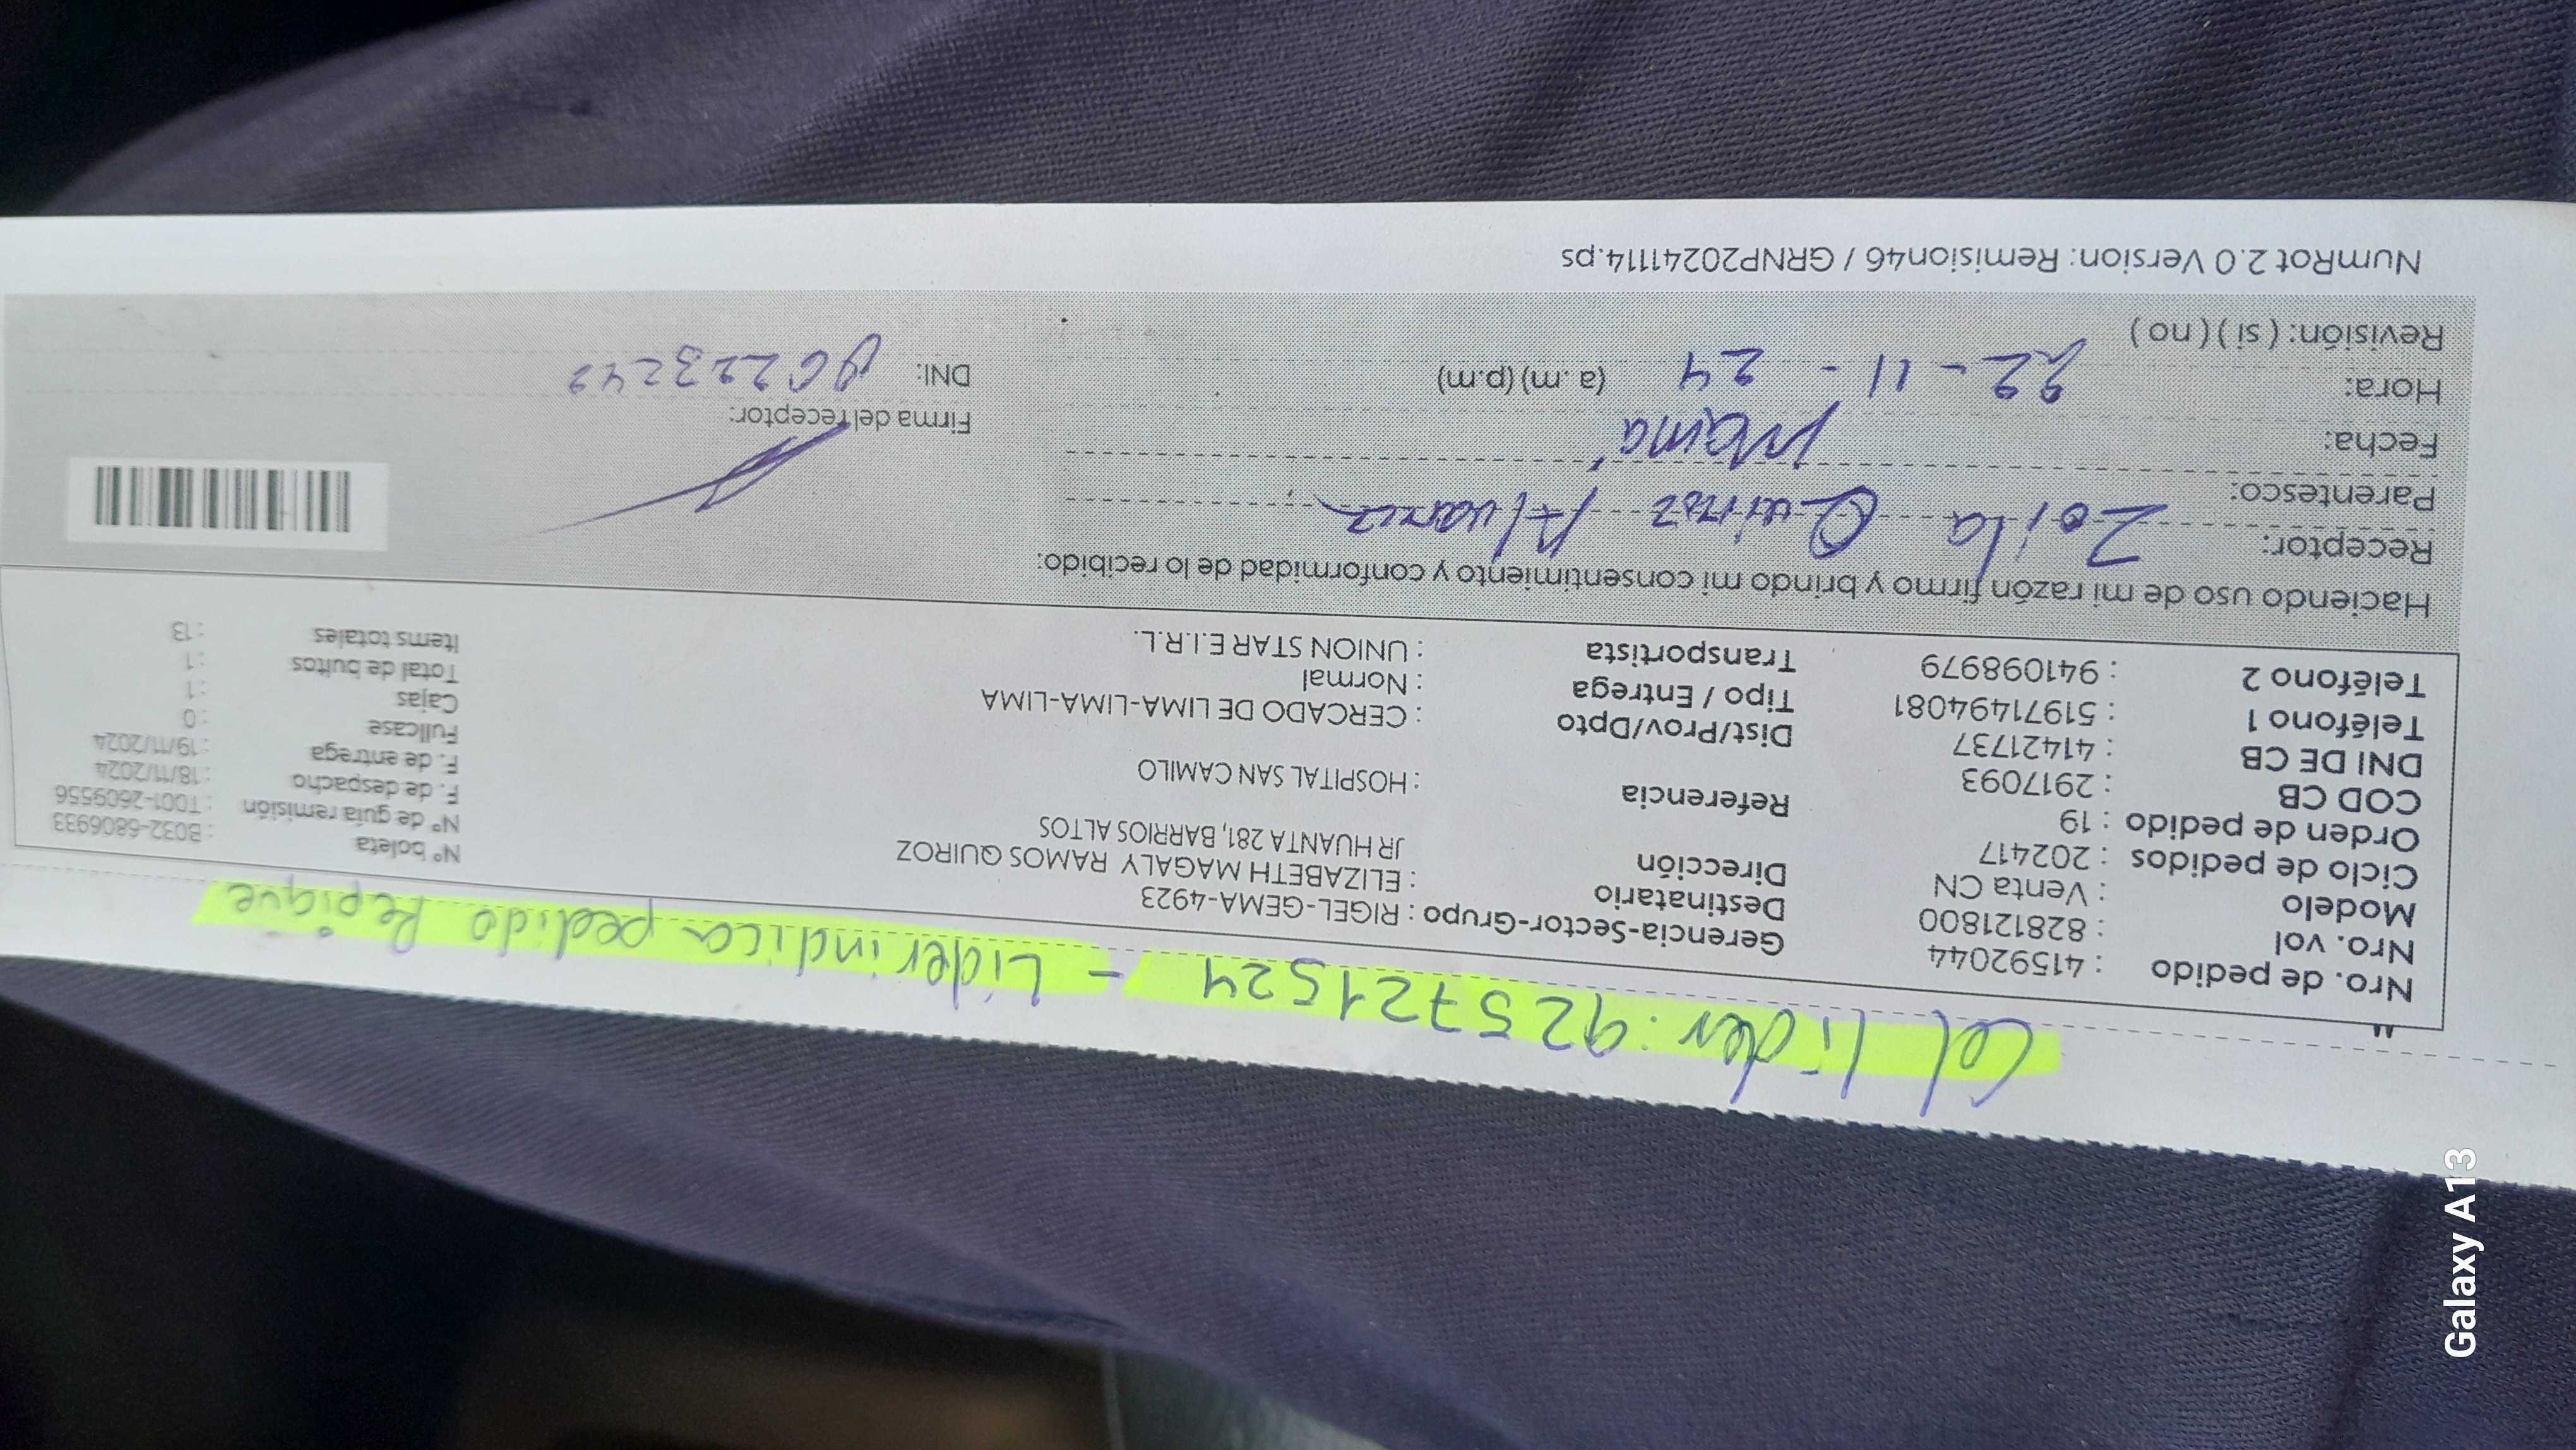 Cel lider: 925721524 - Lider indica pedido Repique
Nro. de pedido : 41592044
Nro. vol : 828121800
Modelo : Venta CN
Ciclo de pedidos : 202417
Orden de pedido : 19
COD CB : 2917093
DNI DE CB : 41421737
Teléfono 1 : 51971494081
Teléfono 2 : 941098979
Gerencia-Sector-Grupo : RIGEL-GEMA-4923
Destinatario : ELIZABETH MAGALY RAMOS QUIROZ
Dirección JR HUANTA 281, BARRIOS ALTOS
Referencia : HOSPITAL SAN CAMILO
Dist/Prov/Dpto : CERCADO DE LIMA-LIMA-LIMA
Tipo / Entrega : Normal
Transportista : UNION STAR E.I.R.L.
N° boleta : B032-6806933
N° de guía remisión : T001-2609556
F. de despacho : 18/11/2024
F. de entrega : 19/11/2024
Fullcase : 0
Cajas : 1
Total de bultos : 1
Items totales : 13
Haciendo uso de mi razón firmo y brindo mi consentimiento y conformidad de lo recibido:
Receptor: Zoila Quiroz Alvarez
Parentesco:
Fecha: Mamá
Hora: 22-11-24 (a.m) (p.m)
Revisión: ( si ) ( no )
Firma del receptor:
DNI:
NumRot 2.0 Version: Remision46 / GRNP20241114.ps
Galaxy A13